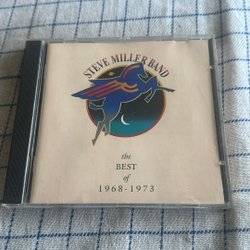 STEVE MILLER BAND
the
BEST
of
1968-1973